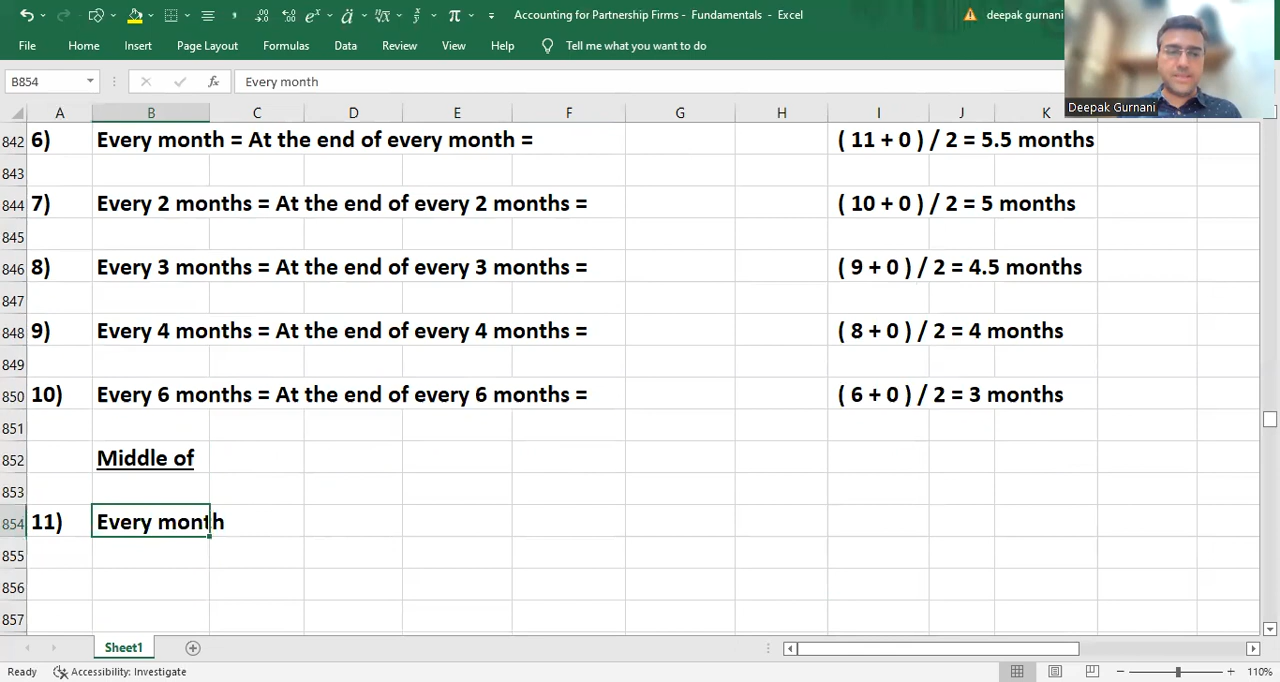 Accounting for Partnership Firms - Fundamentals - Excel
deepak gurnani
File Home Insert Page Layout Formulas Data Review View Help Tell me what you want to do
Deepak Gurnani
B854 fx Every month
A B C D E F G H I J K
842 6) Every month = At the end of every month = ( 11 + 0 ) / 2 = 5.5 months
843
844 7) Every 2 months = At the end of every 2 months = ( 10 + 0 ) / 2 = 5 months
845
846 8) Every 3 months = At the end of every 3 months = ( 9 + 0 ) / 2 = 4.5 months
847
848 9) Every 4 months = At the end of every 4 months = ( 8 + 0 ) / 2 = 4 months
849
850 10) Every 6 months = At the end of every 6 months = ( 6 + 0 ) / 2 = 3 months
851
852 Middle of
853
854 11) Every month
855
856
857
Sheet1
Ready Accessibility: Investigate 110%